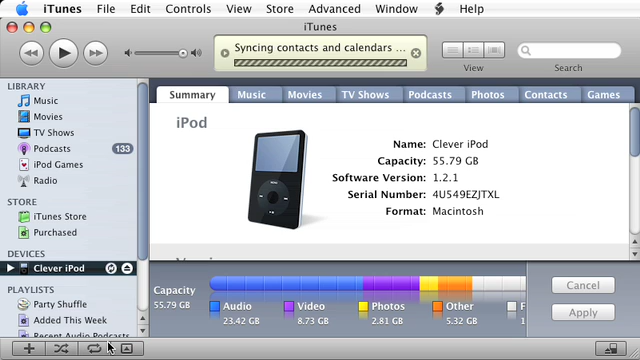 iTunes File Edit Controls View Store Advanced Window Help
iTunes
Syncing contacts and calendars ...
View
Search
LIBRARY
Music
Movies
TV Shows
Podcasts 133
iPod Games
Radio
STORE
iTunes Store
Purchased
DEVICES
Clever iPod
PLAYLISTS
Party Shuffle
Added This Week
Recent Audio Podcasts
Summary Music Movies TV Shows Podcasts Photos Contacts Games
iPod
Name: Clever iPod
Capacity: 55.79 GB
Software Version: 1.2.1
Serial Number: 4U549EZJTXL
Format: Macintosh
Capacity
55.79 GB
Audio
23.42 GB
Video
8.73 GB
Photos
2.81 GB
Other
5.32 GB
F
1
Cancel
Apply